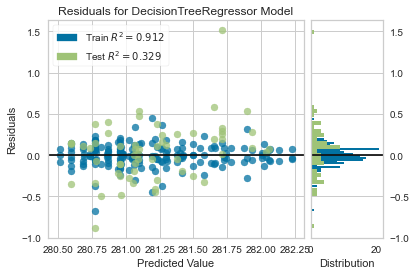 Residuals for DecisionTreeRegressor Model
Train R² = 0.912
Test R² = 0.329
1.5
1.0
0.5
0.0
−0.5
−1.0
Residuals
280.50 280.75 281.00 281.25 281.50 281.75 282.00 282.25
Predicted Value
1.5
1.0
0.5
0.0
−0.5
−1.0
0 20
Distribution